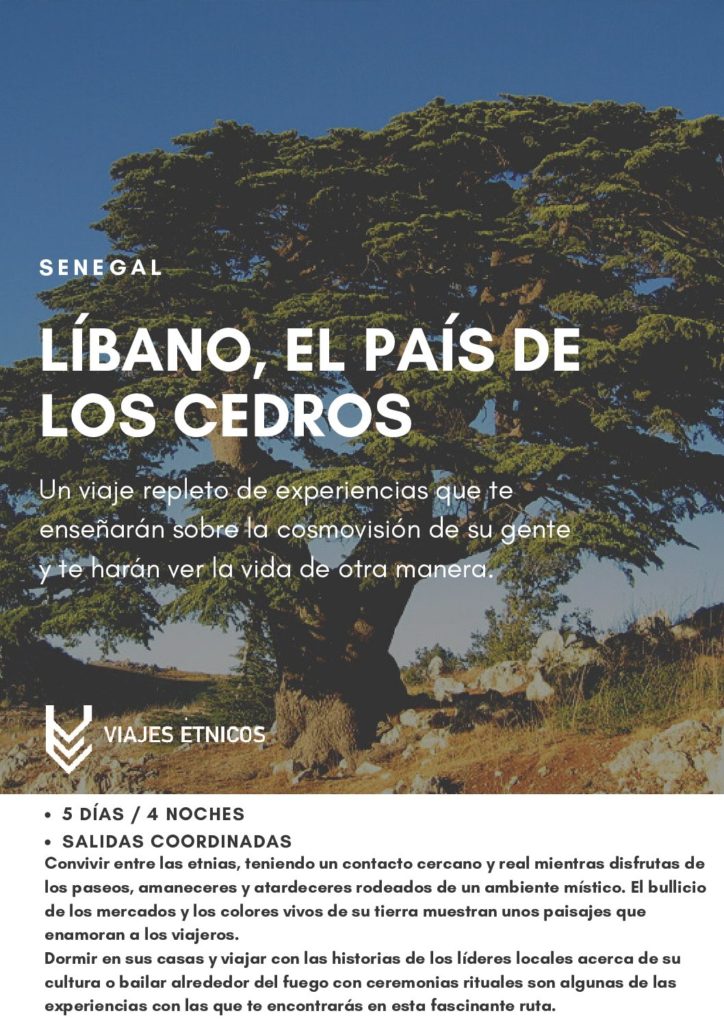 SENEGAL
LÍBANO, EL PAÍS DE
LOS CEDROS
Un viaje repleto de experiencias que te
enseñarán sobre la cosmovisión de su gente
y te harán ver la vida de otra manera.
VIAJES ETNICOS
• 5 DÍAS / 4 NOCHES
• SALIDAS COORDINADAS
Convivir entre las etnias, teniendo un contacto cercano y real mientras disfrutas de
los paseos, amaneceres y atardeceres rodeados de un ambiente místico. El bullicio
de los mercados y los colores vivos de su tierra muestran unos paisajes que
enamoran a los viajeros.
Dormir en sus casas y viajar con las historias de los líderes locales acerca de su
cultura o bailar alrededor del fuego con ceremonias rituales son algunas de las
experiencias con las que te encontrarás en esta fascinante ruta.